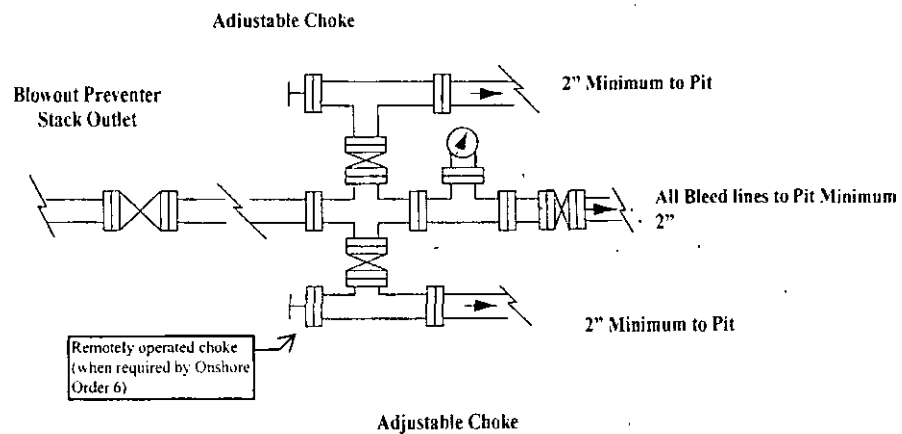 Adjustable Choke
2” Minimum to Pit
Blowout Preventer
Stack Outlet
All Bleed lines to Pit Minimum
2”
2” Minimum to Pit
Remotely operated choke
(when required by Onshore
Order 6)
Adjustable Choke